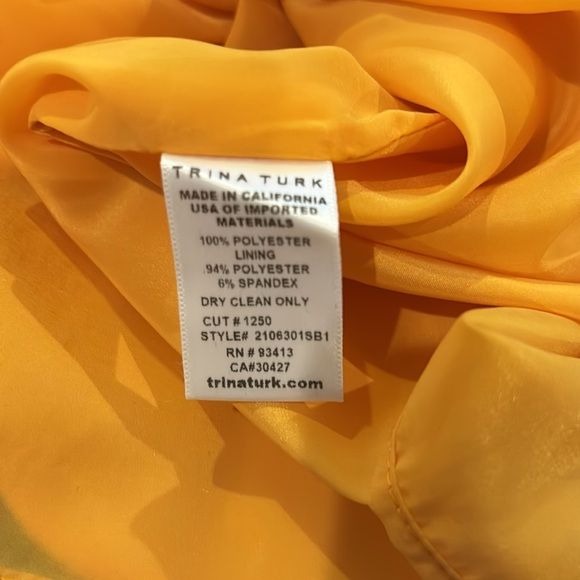 TRINA TURK
MADE IN CALIFORNIA
USA OF IMPORTED
MATERIALS
100% POLYESTER
LINING
.94% POLYESTER
6% SPANDEX
DRY CLEAN ONLY
CUT # 1250
STYLE# 2106301SB1
RN # 93413
CA#30427
trinaturk.com